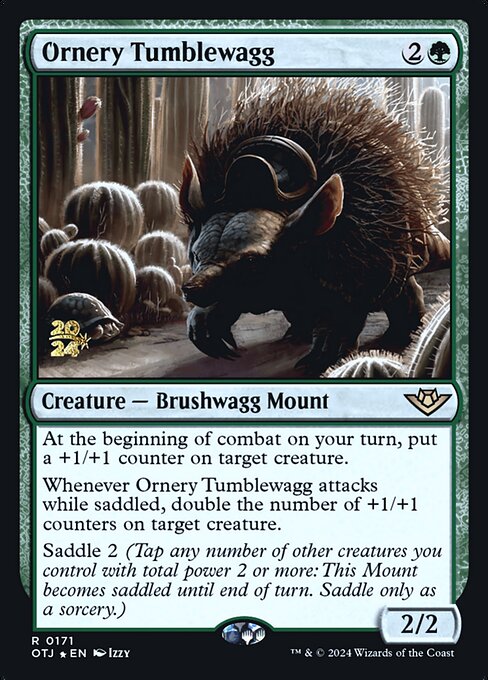 Ornery Tumblewagg 2
2024
Creature — Brushwagg Mount
At the beginning of combat on your turn, put
a +1/+1 counter on target creature.
Whenever Ornery Tumblewagg attacks
while saddled, double the number of +1/+1
counters on target creature.
Saddle 2 (Tap any number of other creatures you
control with total power 2 or more: This Mount
becomes saddled until end of turn. Saddle only as
a sorcery.)
2/2
R 0171
OTJ ★ EN Izzy
™ & © 2024 Wizards of the Coast